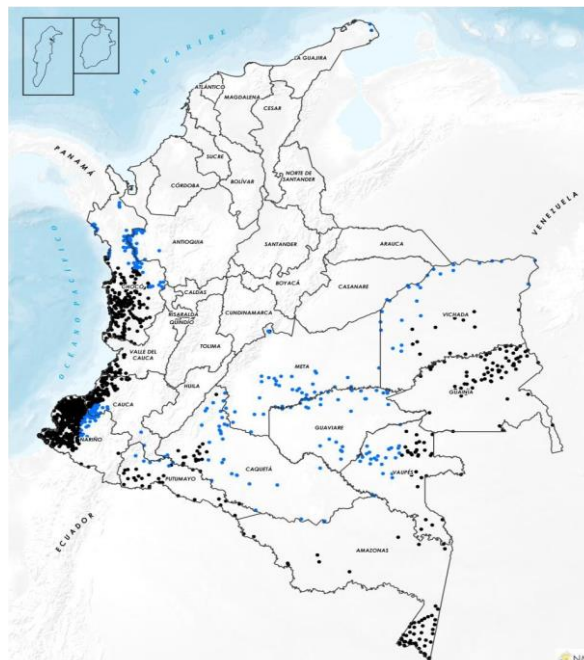 MAR CARIBE
LA GUAJIRA
ATLÁNTICO
MAGDALENA
CESAR
PANAMÁ
SUCRE
NORTE DE
SANTANDER
CÓRDOBA
BOLÍVAR
VENEZUELA
OCEANO PACÍFICO
ANTIOQUIA
SANTANDER
ARAUCA
CHOCÓ
BOYACÁ
CALDAS
CASANARE
RISARALDA
QUINDÍO
CUNDINAMARCA
VICHADA
VALLE DEL
CAUCA
TOLIMA
META
GUAINÍA
HUILA
CAUCA
GUAVIARE
NARIÑO
CAQUETÁ
VAUPÉS
PUTUMAYO
ECUADOR
AMAZONAS